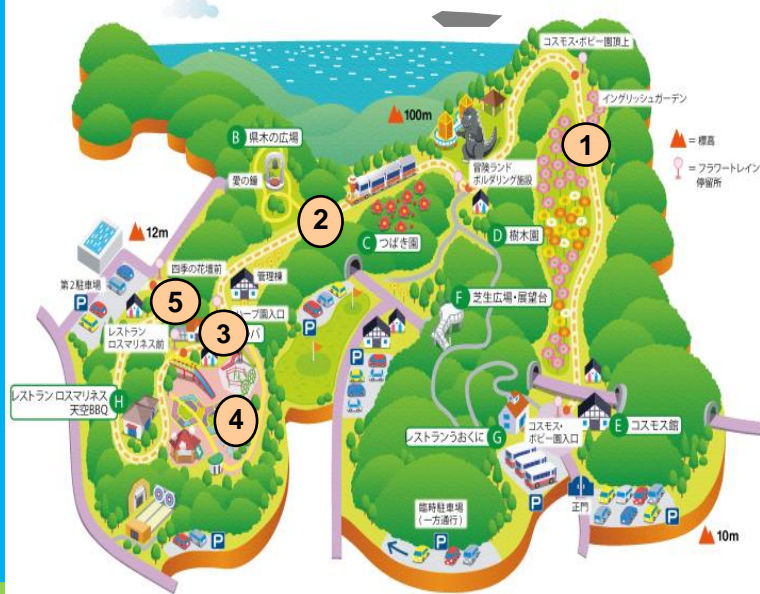 コスモス・ポピー園頂上
イングリッシュガーデン
100m
1
= 標高
= フラワートレイン
停留所
B 県木の広場
愛の鐘
冒険ランド
ボルダリング施設
2
C つばき園
D 樹木園
12m
四季の花壇前
管理棟
第2駐車場
P
5
3
ハーブ園入口
P
F 芝生広場・展望台
レストラン
ロスマリネス前
P
レストラン ロスマリネス
天空BBQ
H
4
レストランうおくに
G
コスモス・
ポピー園入口
E コスモス館
P
臨時駐車場
(一方通行)
P
正門
P
P
10m